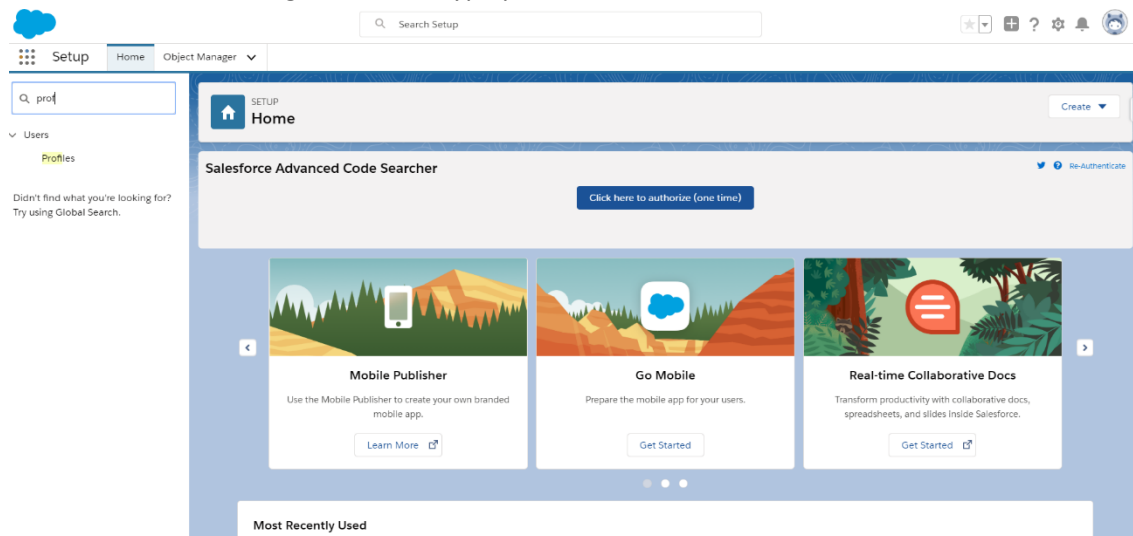 Search Setup
Setup
Home
Object Manager
prof
Users
Profiles
Didn't find what you're looking for?
Try using Global Search.
SETUP
Home
Create
Salesforce Advanced Code Searcher
Re-Authenticate
Click here to authorize (one time)
Mobile Publisher
Use the Mobile Publisher to create your own branded
mobile app.
Learn More
Go Mobile
Prepare the mobile app for your users.
Get Started
Real-time Collaborative Docs
Transform productivity with collaborative docs,
spreadsheets, and slides inside Salesforce.
Get Started
Most Recently Used